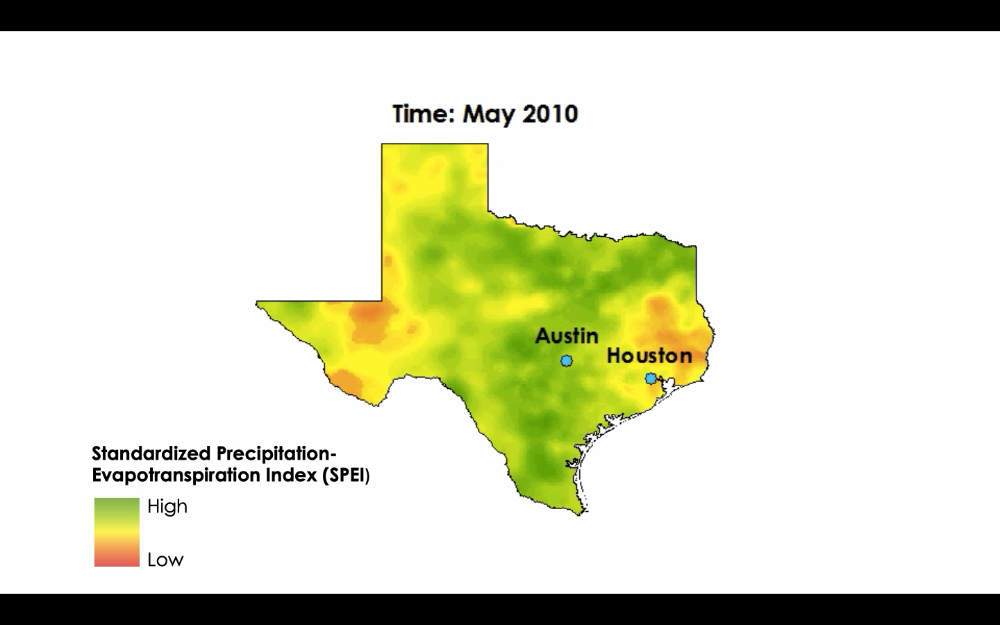 Time: May 2010
Austin
Houston
Standardized Precipitation-
Evapotranspiration Index (SPEI)
High
Low